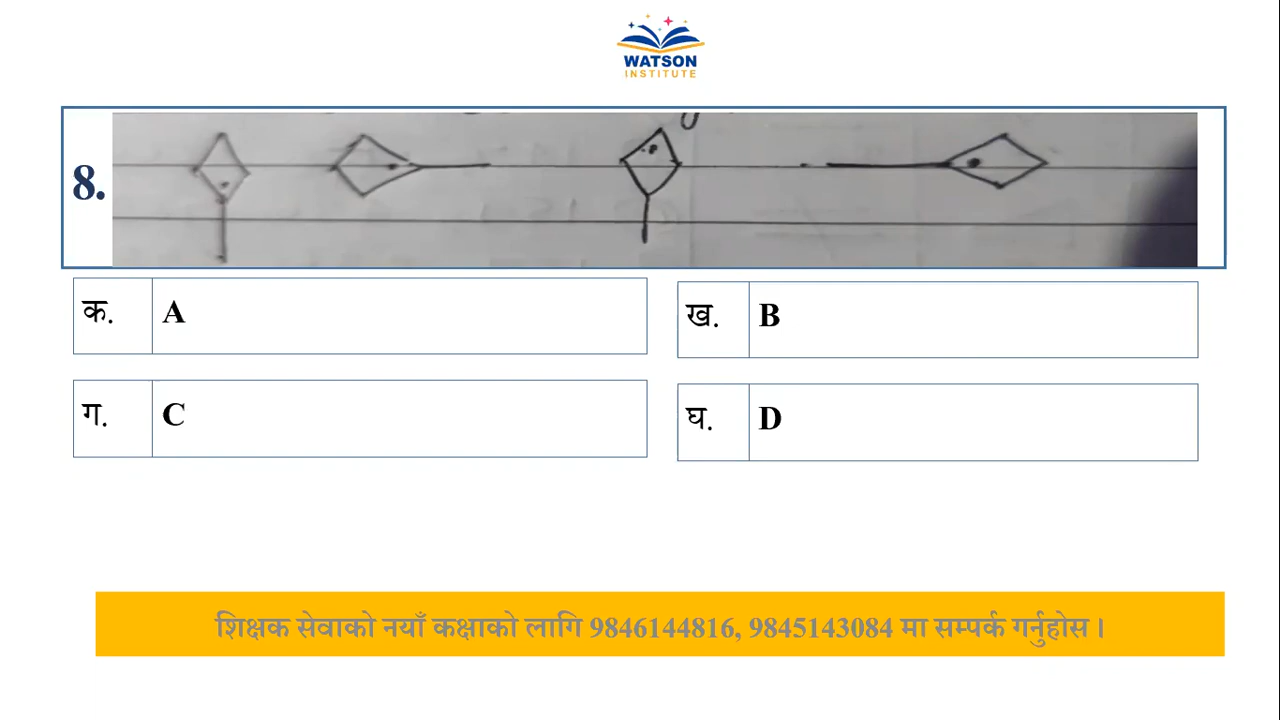 WATSON
INSTITUTE
8.
क. A
ख. B
ग. C
घ. D
शिक्षक सेवाको नयाँ कक्षाको लागि 9846144816, 9845143084 मा सम्पर्क गर्नुहोस ।